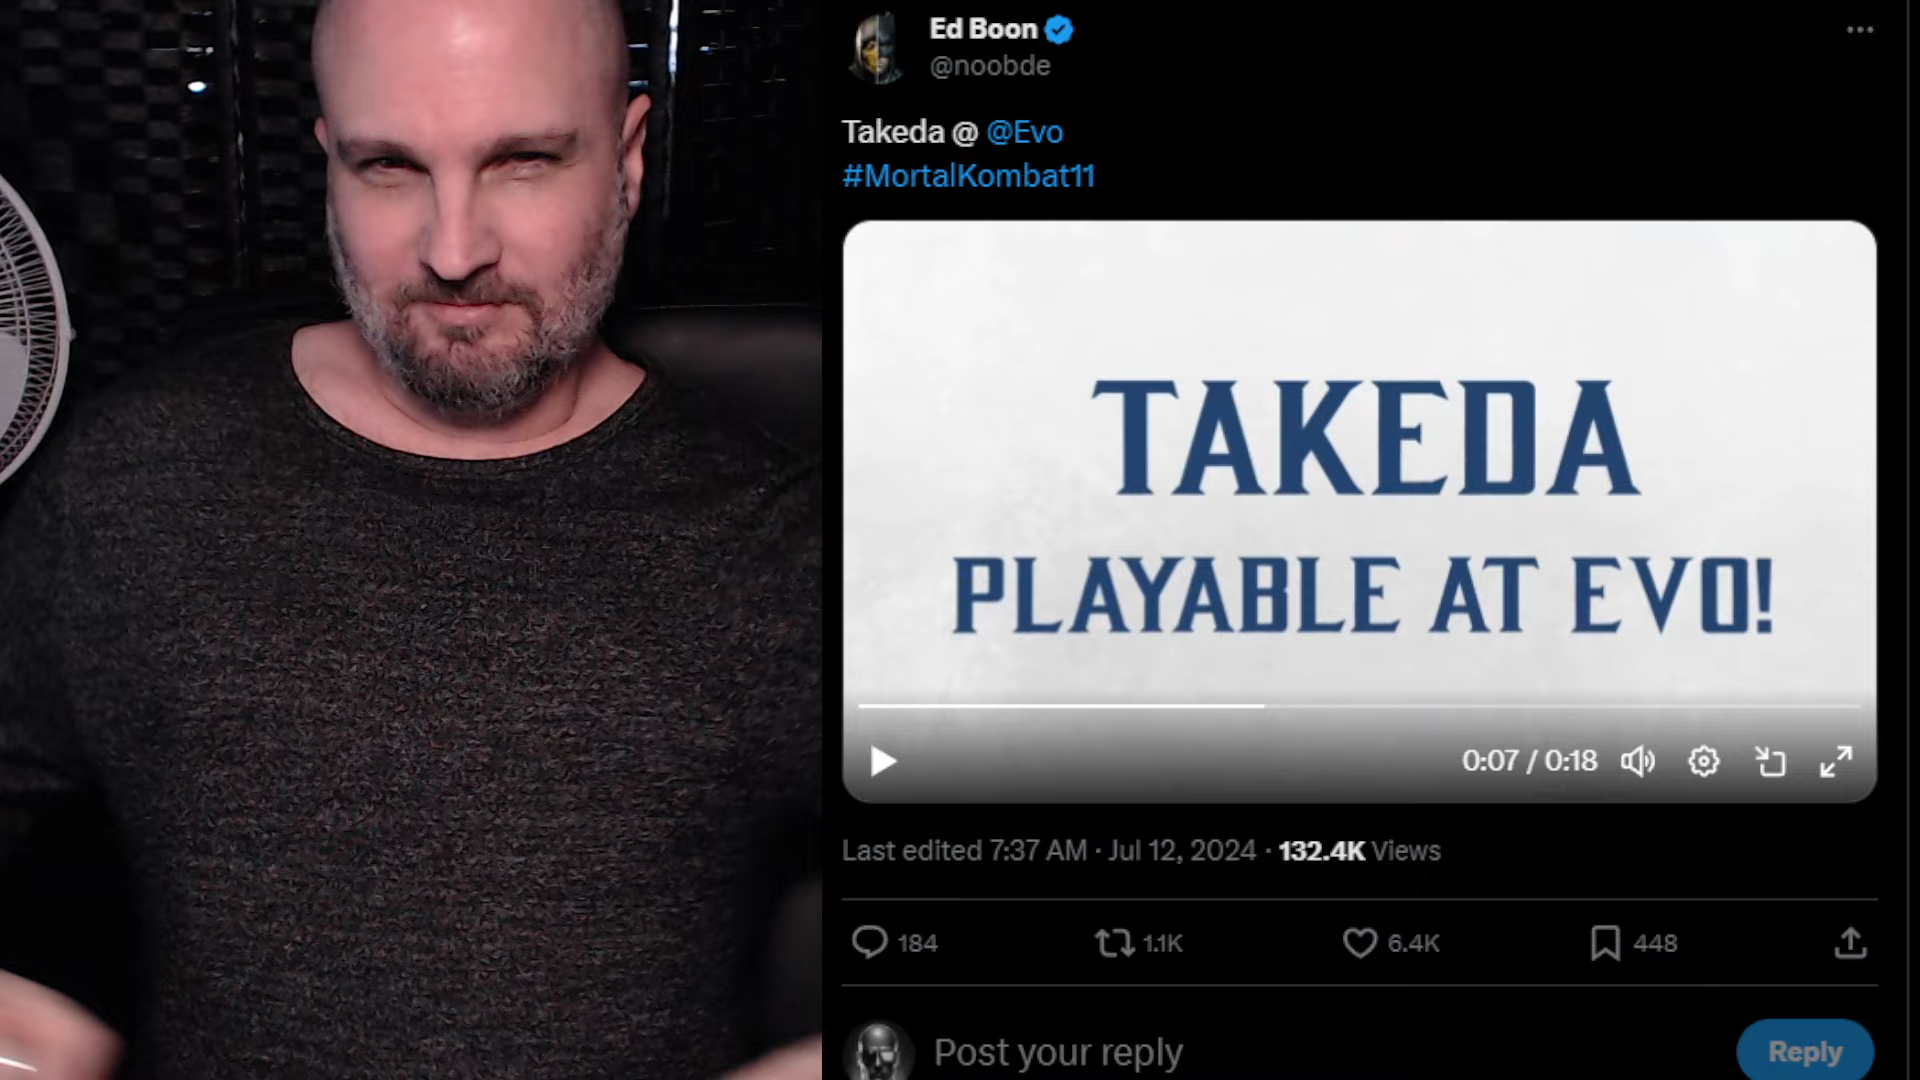 Ed Boon
@noobde
Takeda @ @Evo
#MortalKombat11
TAKEDA
PLAYABLE AT EVO!
0:07 / 0:18
Last edited 7:37 AM · Jul 12, 2024 · 132.4K Views
184 1.1K 6.4K 448
Post your reply
Reply